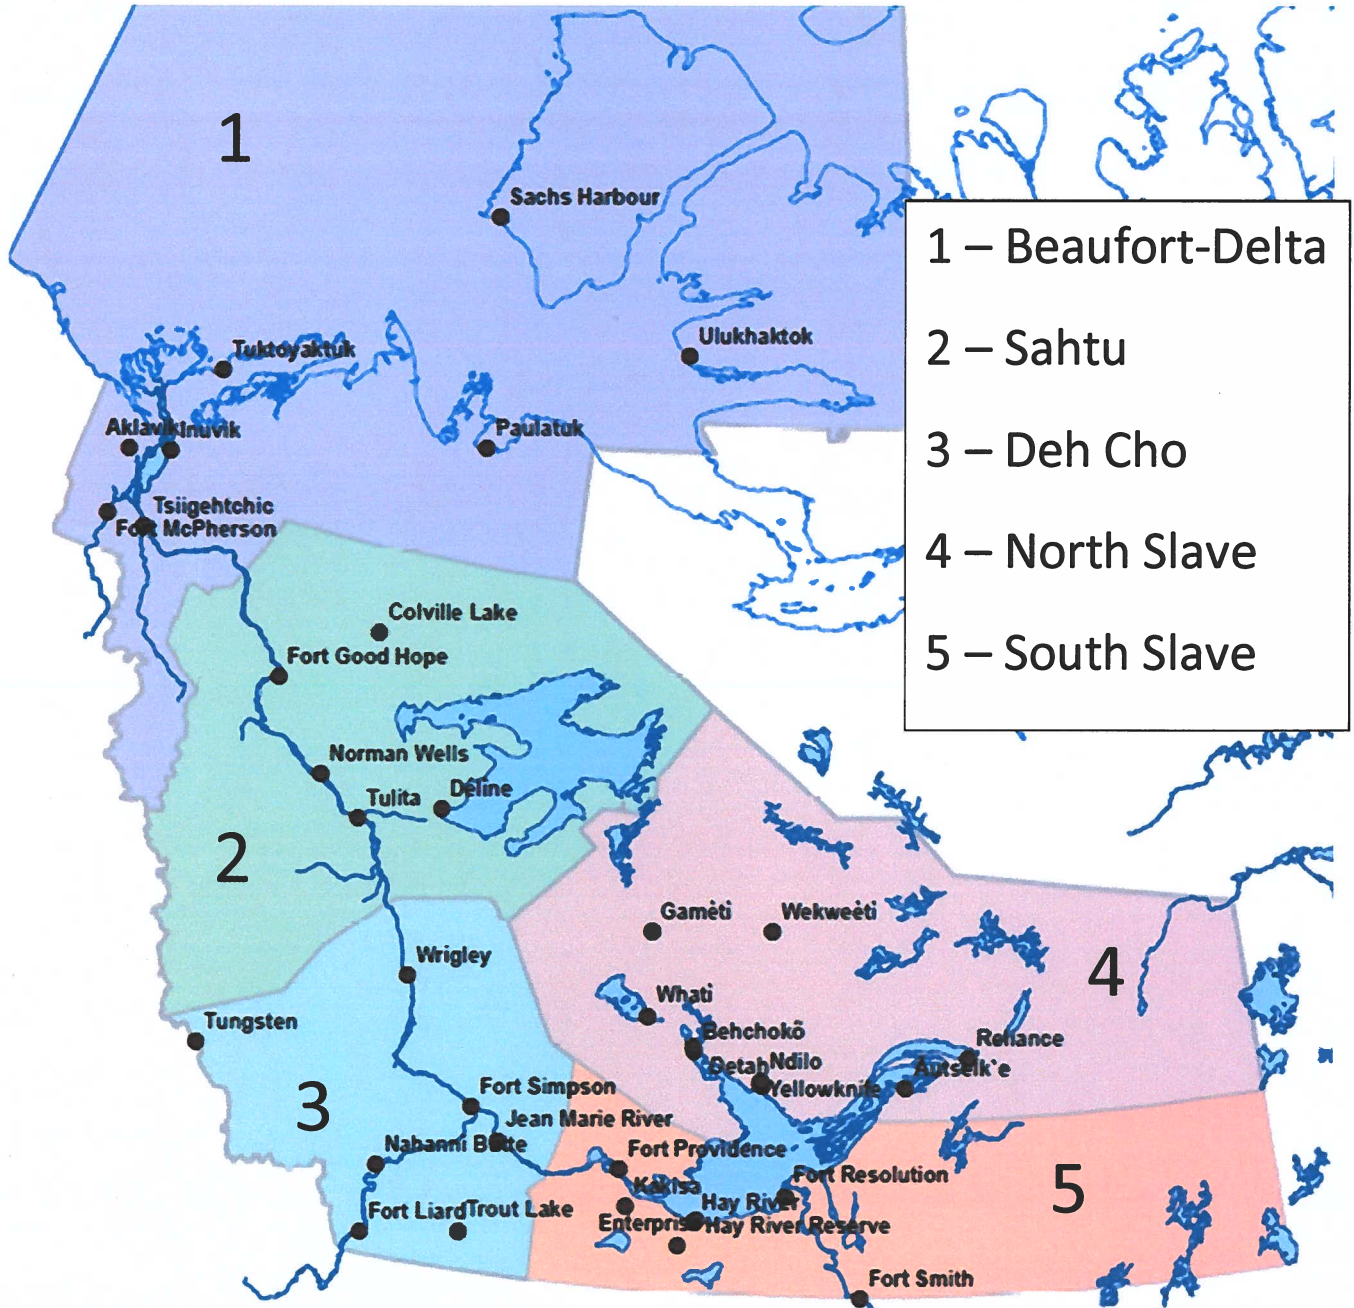 1
Sachs Harbour
1 – Beaufort-Delta
2 – Sahtu
3 – Deh Cho
4 – North Slave
5 – South Slave
Ulukhaktok
Tuktoyaktuk
Aklavik Inuvik
Paulatuk
Tsiigehtchic
Fort McPherson
Colville Lake
Fort Good Hope
Norman Wells
Déline
Tulita
2
Gamèti
Wekweèti
Wrigley
4
Whati
Tungsten
Behchokõ
Reliance
Detah Ndilo
Yellowknife
Łutselk'e
3
Fort Simpson
Jean Marie River
Nahanni Butte
Fort Providence
5
Fort Resolution
Kakisa
Hay River
Fort Liard Trout Lake
Enterprise Hay River Reserve
Fort Smith